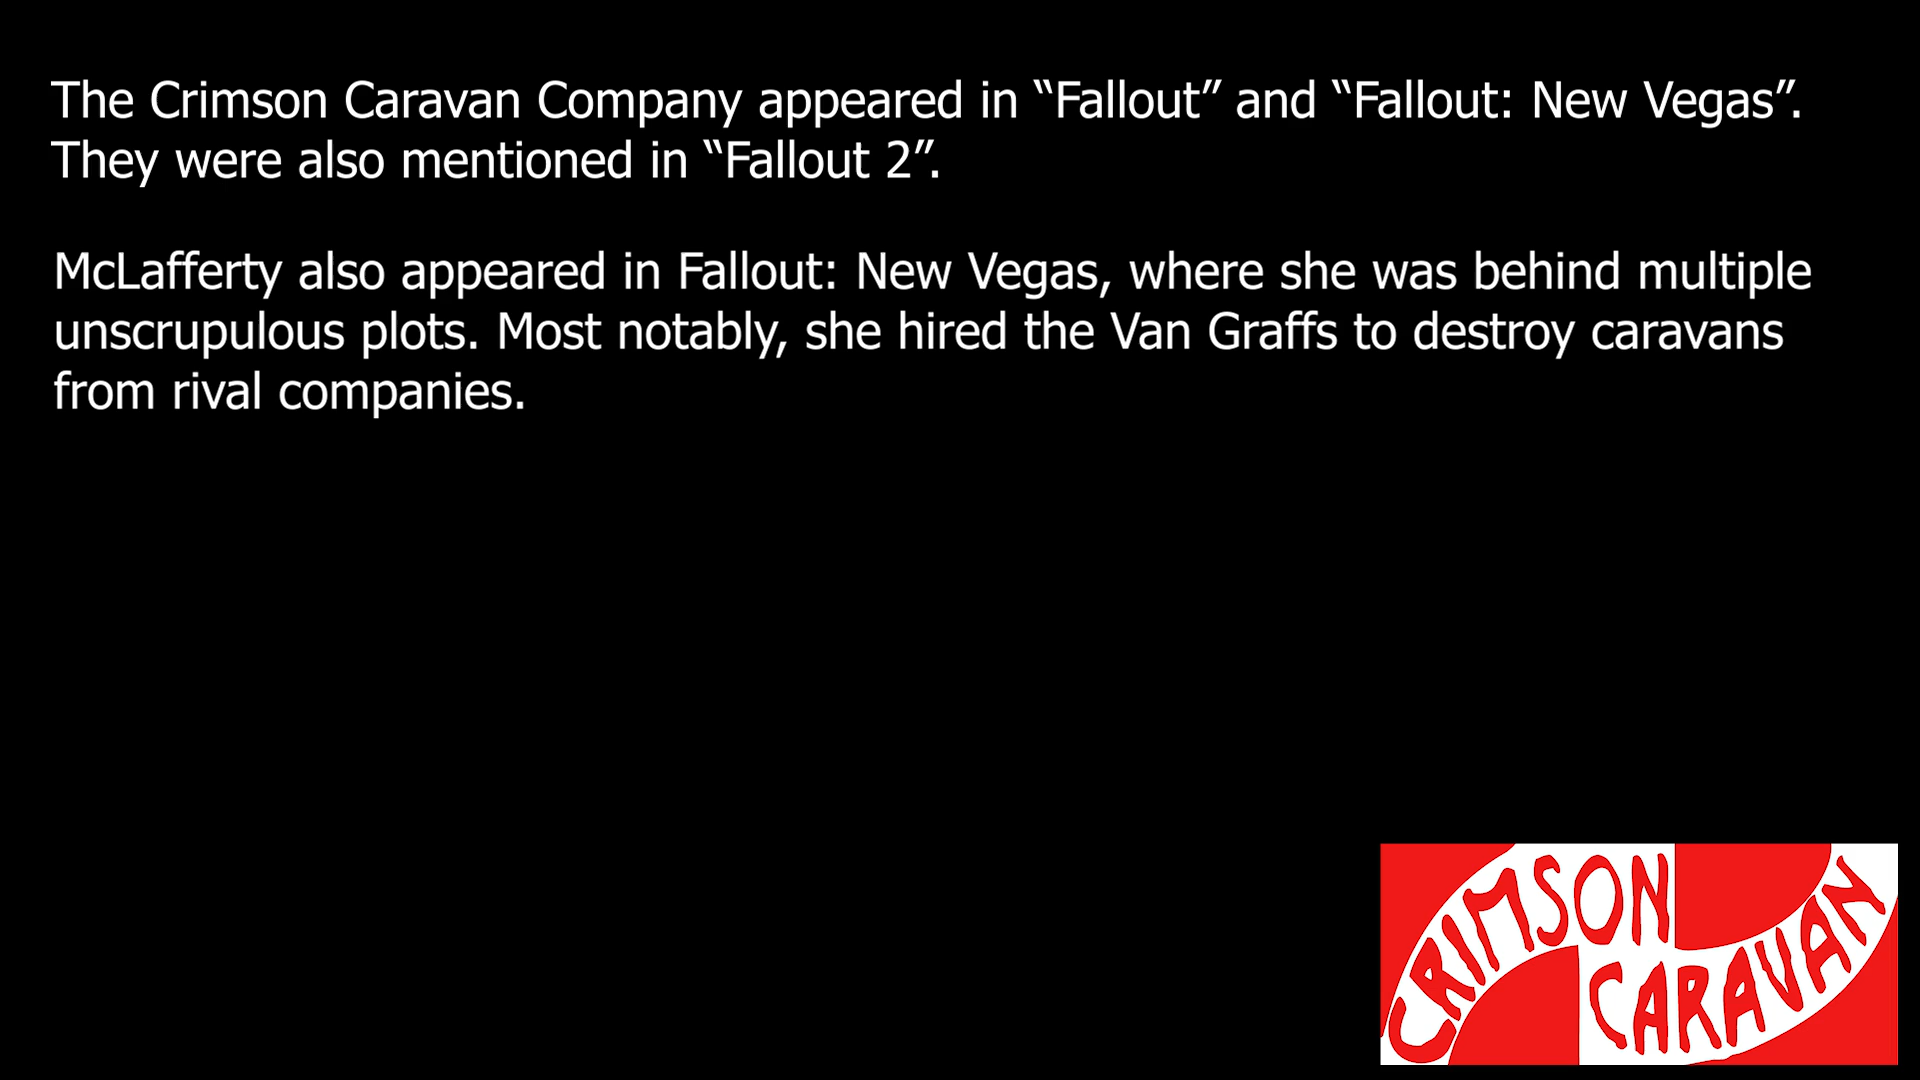 The Crimson Caravan Company appeared in “Fallout” and “Fallout: New Vegas”.
They were also mentioned in “Fallout 2”.
McLafferty also appeared in Fallout: New Vegas, where she was behind multiple
unscrupulous plots. Most notably, she hired the Van Graffs to destroy caravans
from rival companies.
CRIMSON
CARAVAN